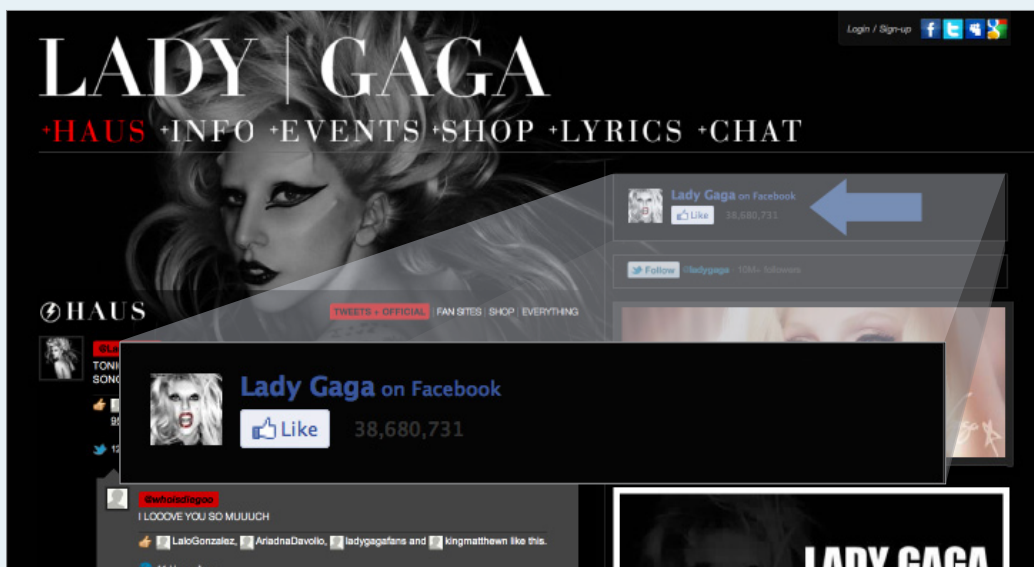 Login / Sign-up
LADY | GAGA
+HAUS +INFO +EVENTS +SHOP +LYRICS +CHAT
Lady Gaga on Facebook
Like 38,680,731
Follow @ladygaga 10M+ followers
HAUS
TWEETS + OFFICIAL | FAN SITES | SHOP | EVERYTHING
Lady Gaga on Facebook
Like 38,680,731
@whoisdiegoo
I LOOOVE YOU SO MUUUCH
LaloGonzalez, AriadnaDavolio, ladygagafans and kingmatthewn like this.
LADY GAGA